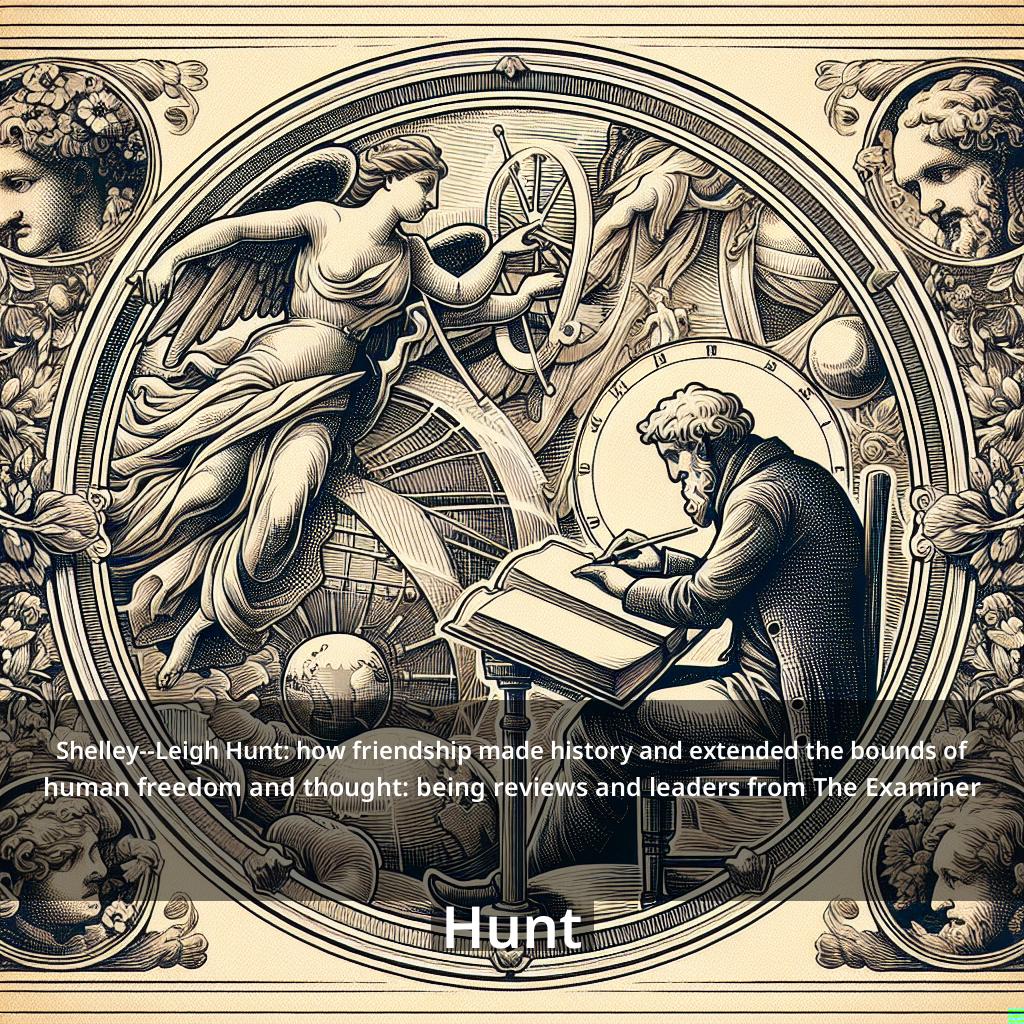 Shelley--Leigh Hunt: how friendship made history and extended the bounds of
human freedom and thought: being reviews and leaders from The Examiner
Hunt